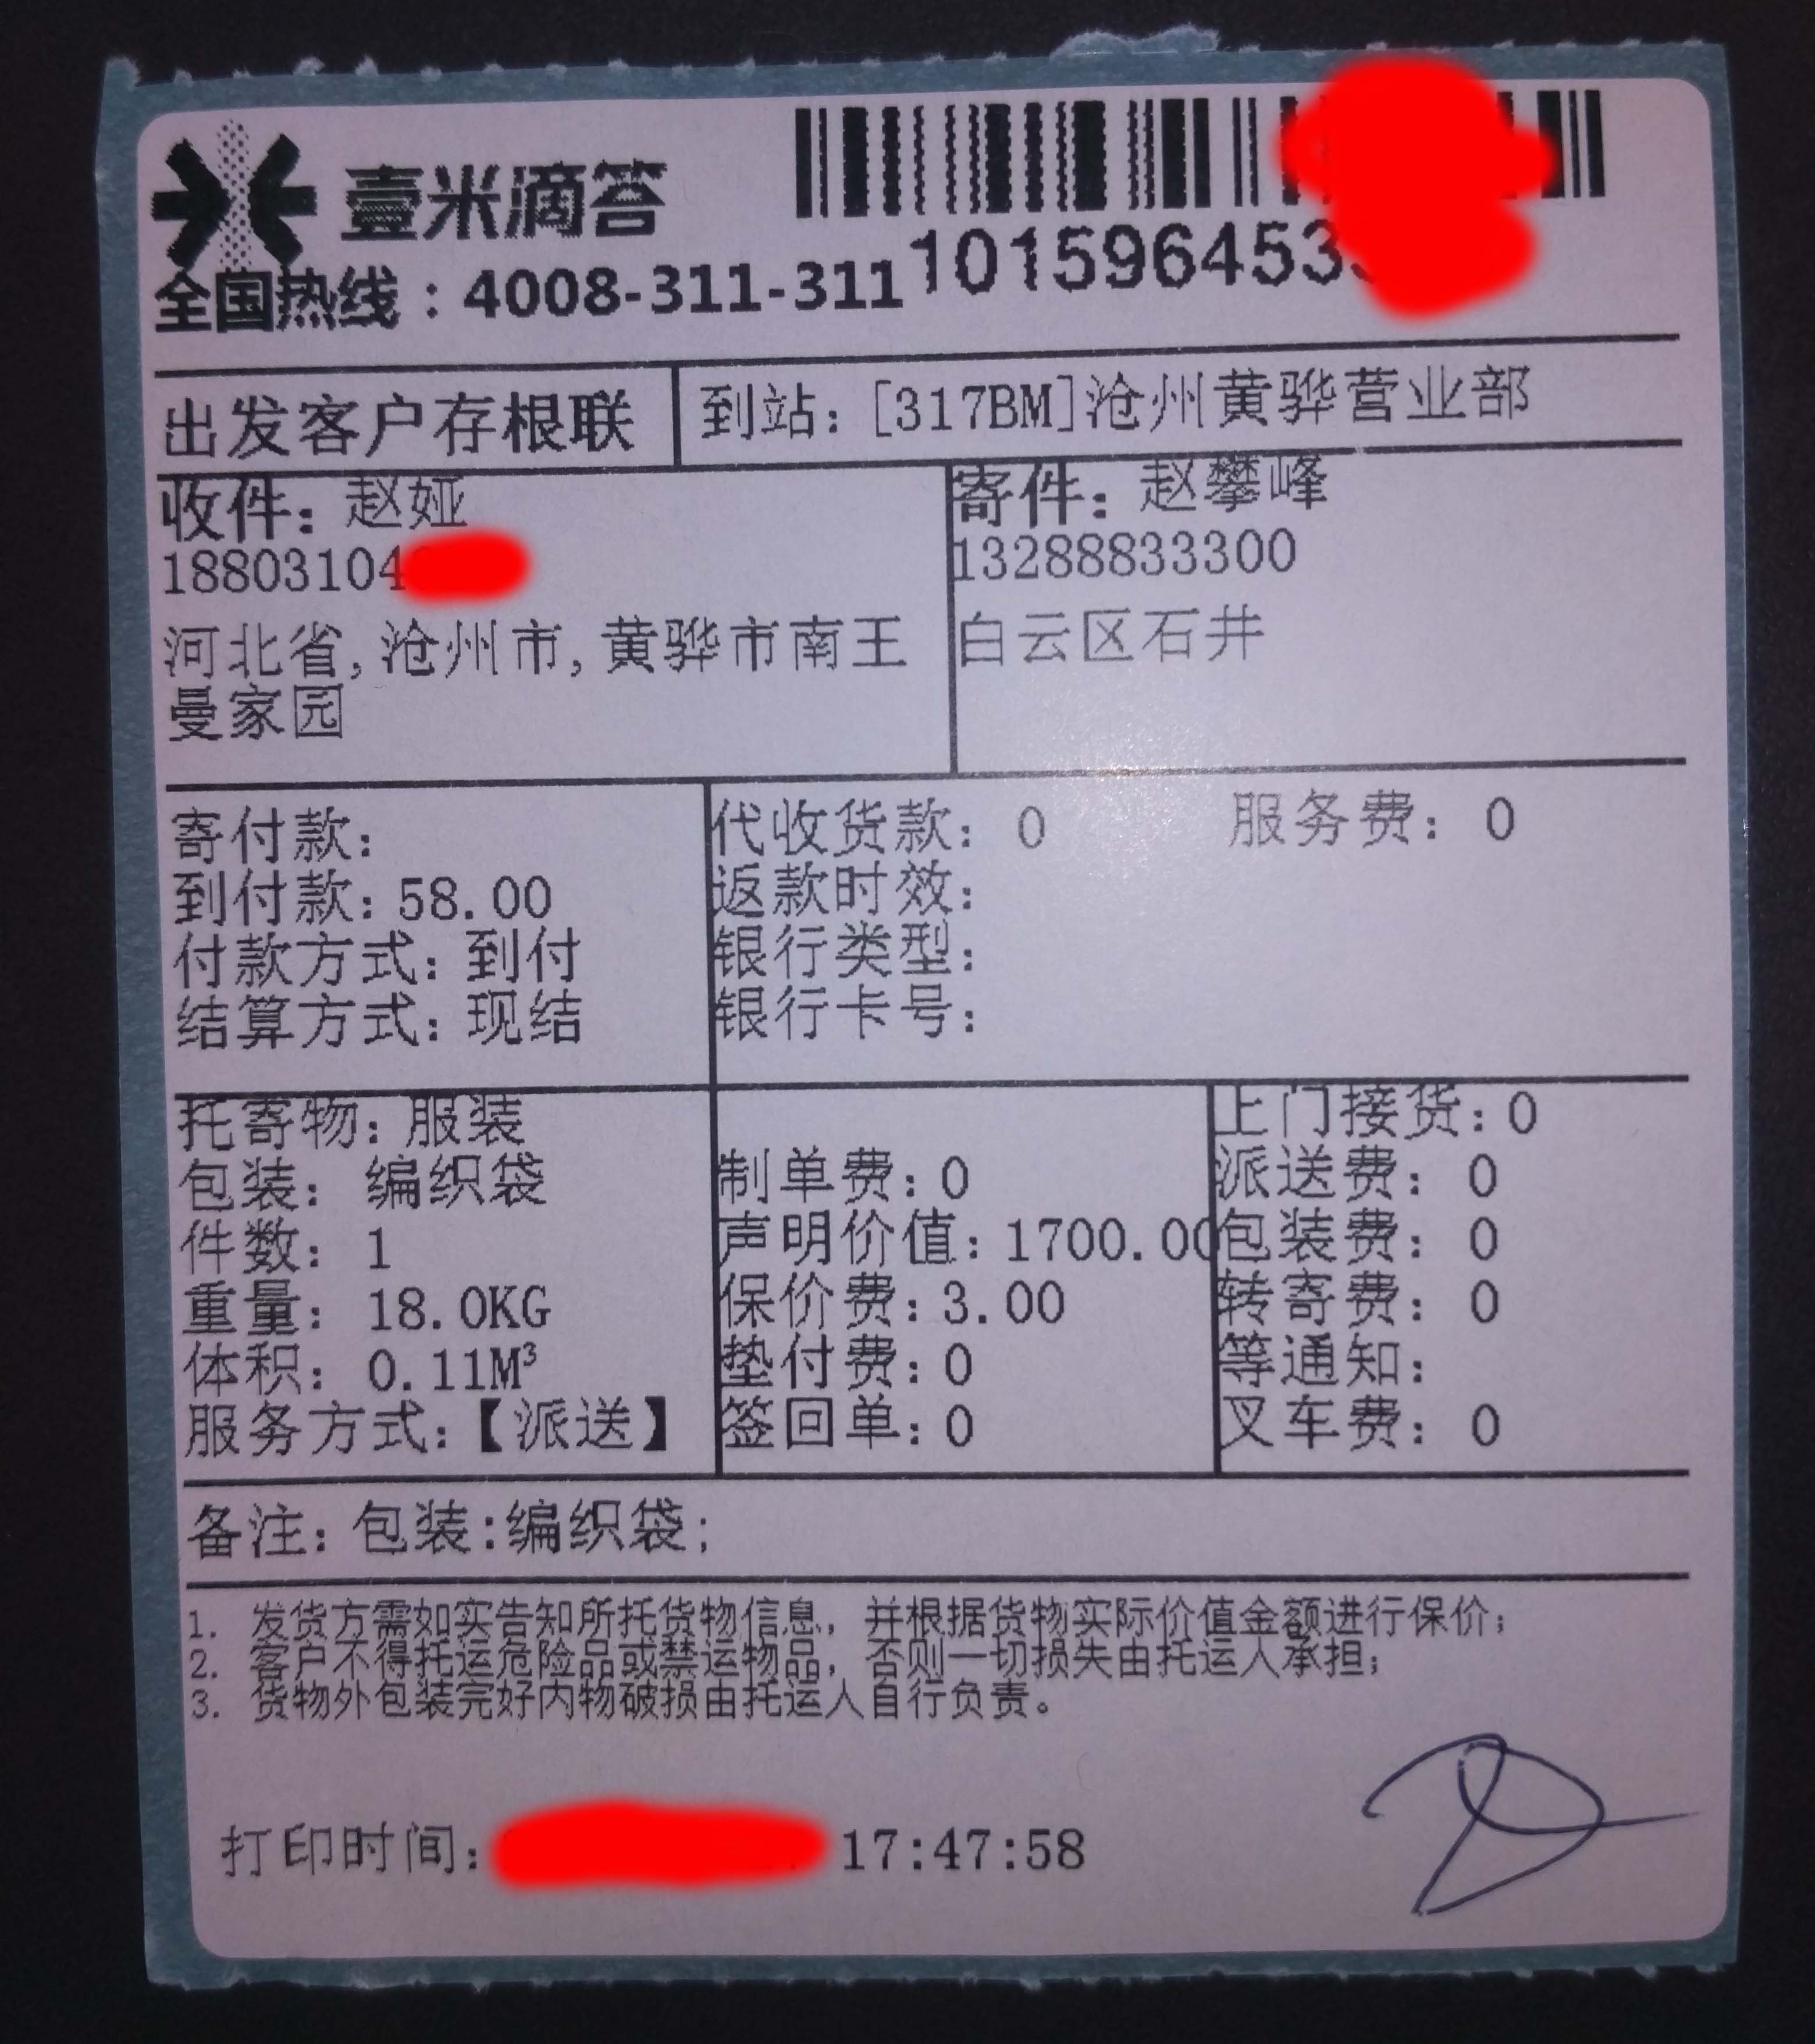 壹米滴答
全国热线：4008-311-311
1015964533
出发客户存根联
到站: [317BM]沧州黄骅营业部
收件: 赵娅
18803104
河北省,沧州市,黄骅市南王
曼家园
寄件: 赵攀峰
13288833300
白云区石井
寄付款:
到付款: 58.00
付款方式: 到付
结算方式: 现结
代收货款: 0 服务费: 0
返款时效:
银行类型:
银行卡号:
托寄物: 服装
包装: 编织袋
件数: 1
重量: 18.0KG
体积: 0.11M³
服务方式:【派送】
制单费: 0
声明价值: 1700.00
保价费: 3.00
垫付费: 0
签回单: 0
上门接货: 0
派送费: 0
包装费: 0
转寄费: 0
等通知:
叉车费: 0
备注: 包装:编织袋;
1. 发货方需如实告知所托货物信息, 并根据货物实际价值金额进行保价;
2. 客户不得托运危险品或禁运物品, 否则一切损失由托运人承担;
3. 货物外包装完好内物破损由托运人自行负责。
打印时间: 17:47:58